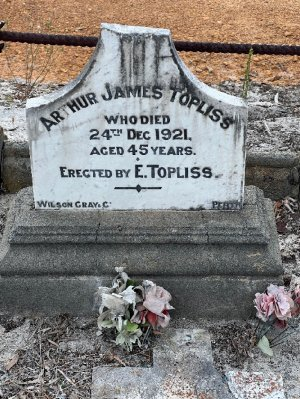 ARTHUR JAMES TOPLISS
WHO DIED
24TH DEC 1921,
AGED 45 YEARS.
ERECTED BY E. TOPLISS.
WILSON GRAY & Co PERTH